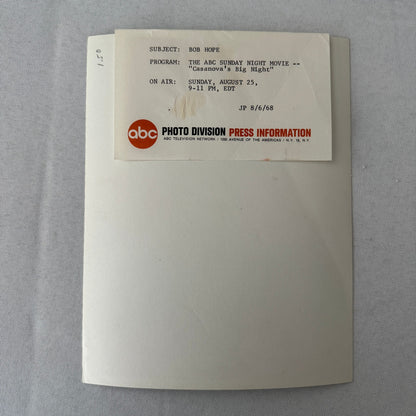 1.50
SUBJECT: BOB HOPE
PROGRAM: THE ABC SUNDAY NIGHT MOVIE --
"Casanova's Big Night"
ON AIR: SUNDAY, AUGUST 25,
9-11 PM, EDT
JP 8/6/68
abc PHOTO DIVISION PRESS INFORMATION
ABC TELEVISION NETWORK / 1330 AVENUE OF THE AMERICAS / N.Y. 19, N.Y.